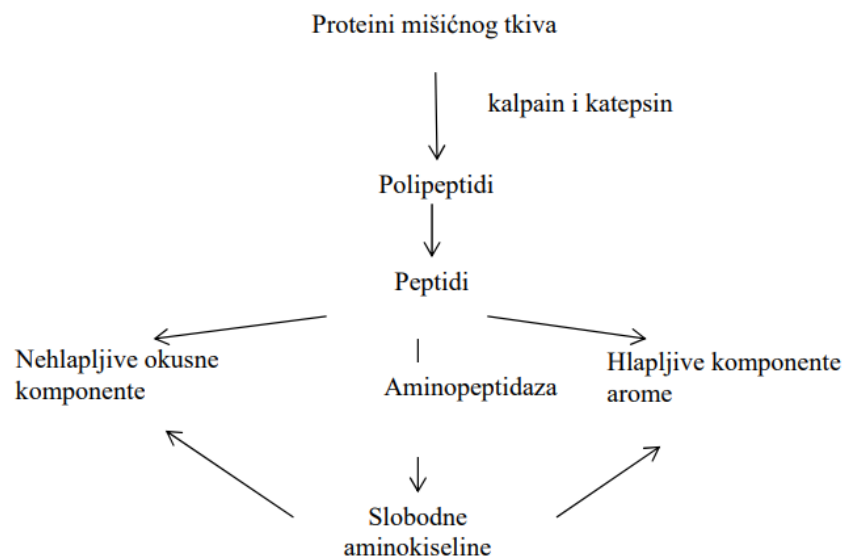 Proteini mišićnog tkiva
kalpain i katepsin
Polipeptidi
Peptidi
Nehlapljive okusne
komponente
Aminopeptidaza
Hlapljive komponente
arome
Slobodne
aminokiseline